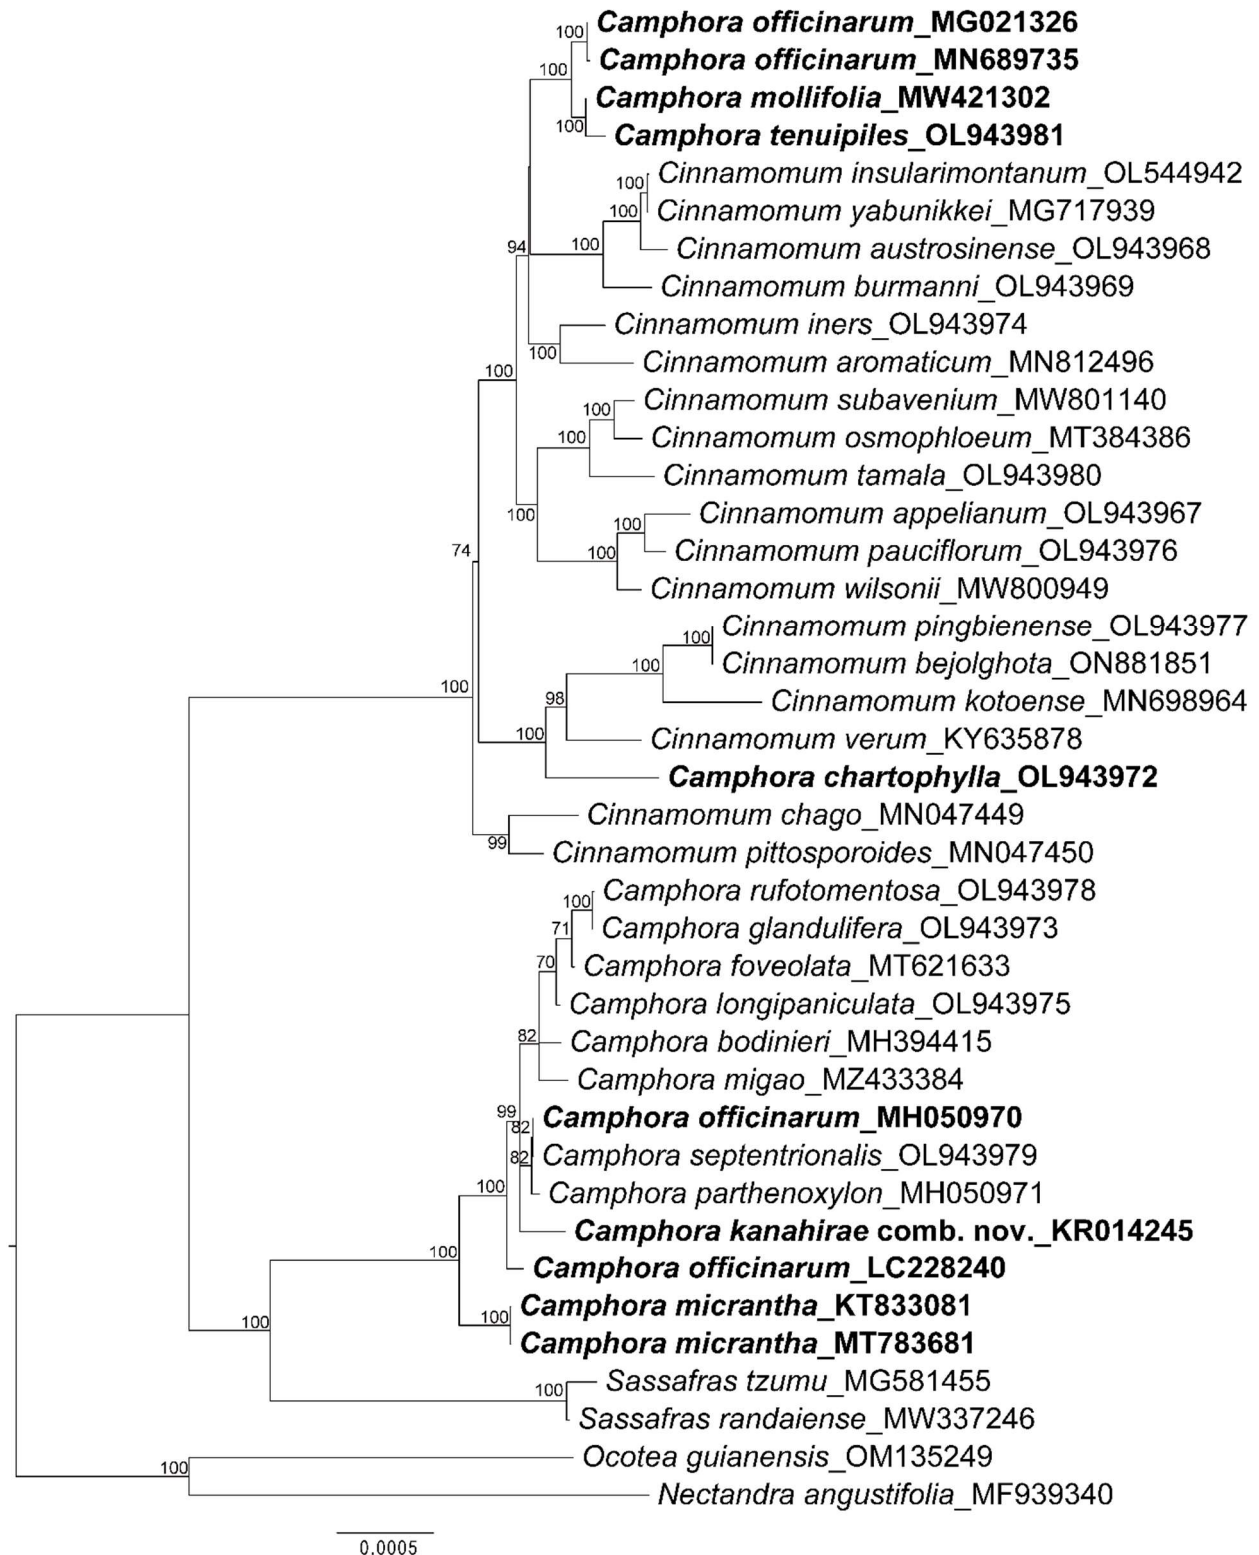 Camphora officinarum_MG021326
100
Camphora officinarum_MN689735
100
Camphora mollifolia_MW421302
100
Camphora tenuipiles_OL943981
Cinnamomum insularimontanum_OL544942
100
Cinnamomum yabunikkei_MG717939
100
Cinnamomum austrosinense_OL943968
94
100
Cinnamomum burmanni_OL943969
Cinnamomum iners_OL943974
100
Cinnamomum aromaticum_MN812496
100
Cinnamomum subavenium_MW801140
100
Cinnamomum osmophloeum_MT384386
100
Cinnamomum tamala_OL943980
100
Cinnamomum appelianum_OL943967
100
Cinnamomum pauciflorum_OL943976
74
100
Cinnamomum wilsonii_MW800949
Cinnamomum pingbienense_OL943977
100
Cinnamomum bejolghota_ON881851
100
Cinnamomum kotoense_MN698964
100
98
Cinnamomum verum_KY635878
100
Camphora chartophylla_OL943972
Cinnamomum chago_MN047449
99
Cinnamomum pittosporoides_MN047450
Camphora rufotomentosa_OL943978
100
Camphora glandulifera_OL943973
71
Camphora foveolata_MT621633
70
Camphora longipaniculata_OL943975
82
Camphora bodinieri_MH394415
Camphora migao_MZ433384
99
Camphora officinarum_MH050970
82
Camphora septentrionalis_OL943979
82
Camphora parthenoxylon_MH050971
100
Camphora kanahirae comb. nov._KR014245
100
Camphora officinarum_LC228240
Camphora micrantha_KT833081
100
100
Camphora micrantha_MT783681
Sassafras tzumu_MG581455
100
Sassafras randaiense_MW337246
Ocotea guianensis_OM135249
100
Nectandra angustifolia_MF939340
0.0005